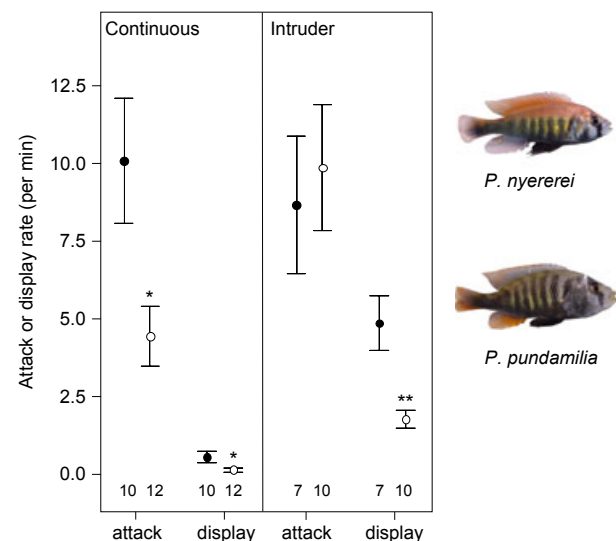 Continuous
Intruder
Attack or display rate (per min)
12.5
10.0
7.5
5.0
2.5
0.0
*
*
**
10 12 10 12 7 10 7 10
attack display attack display
P. nyererei
P. pundamilia